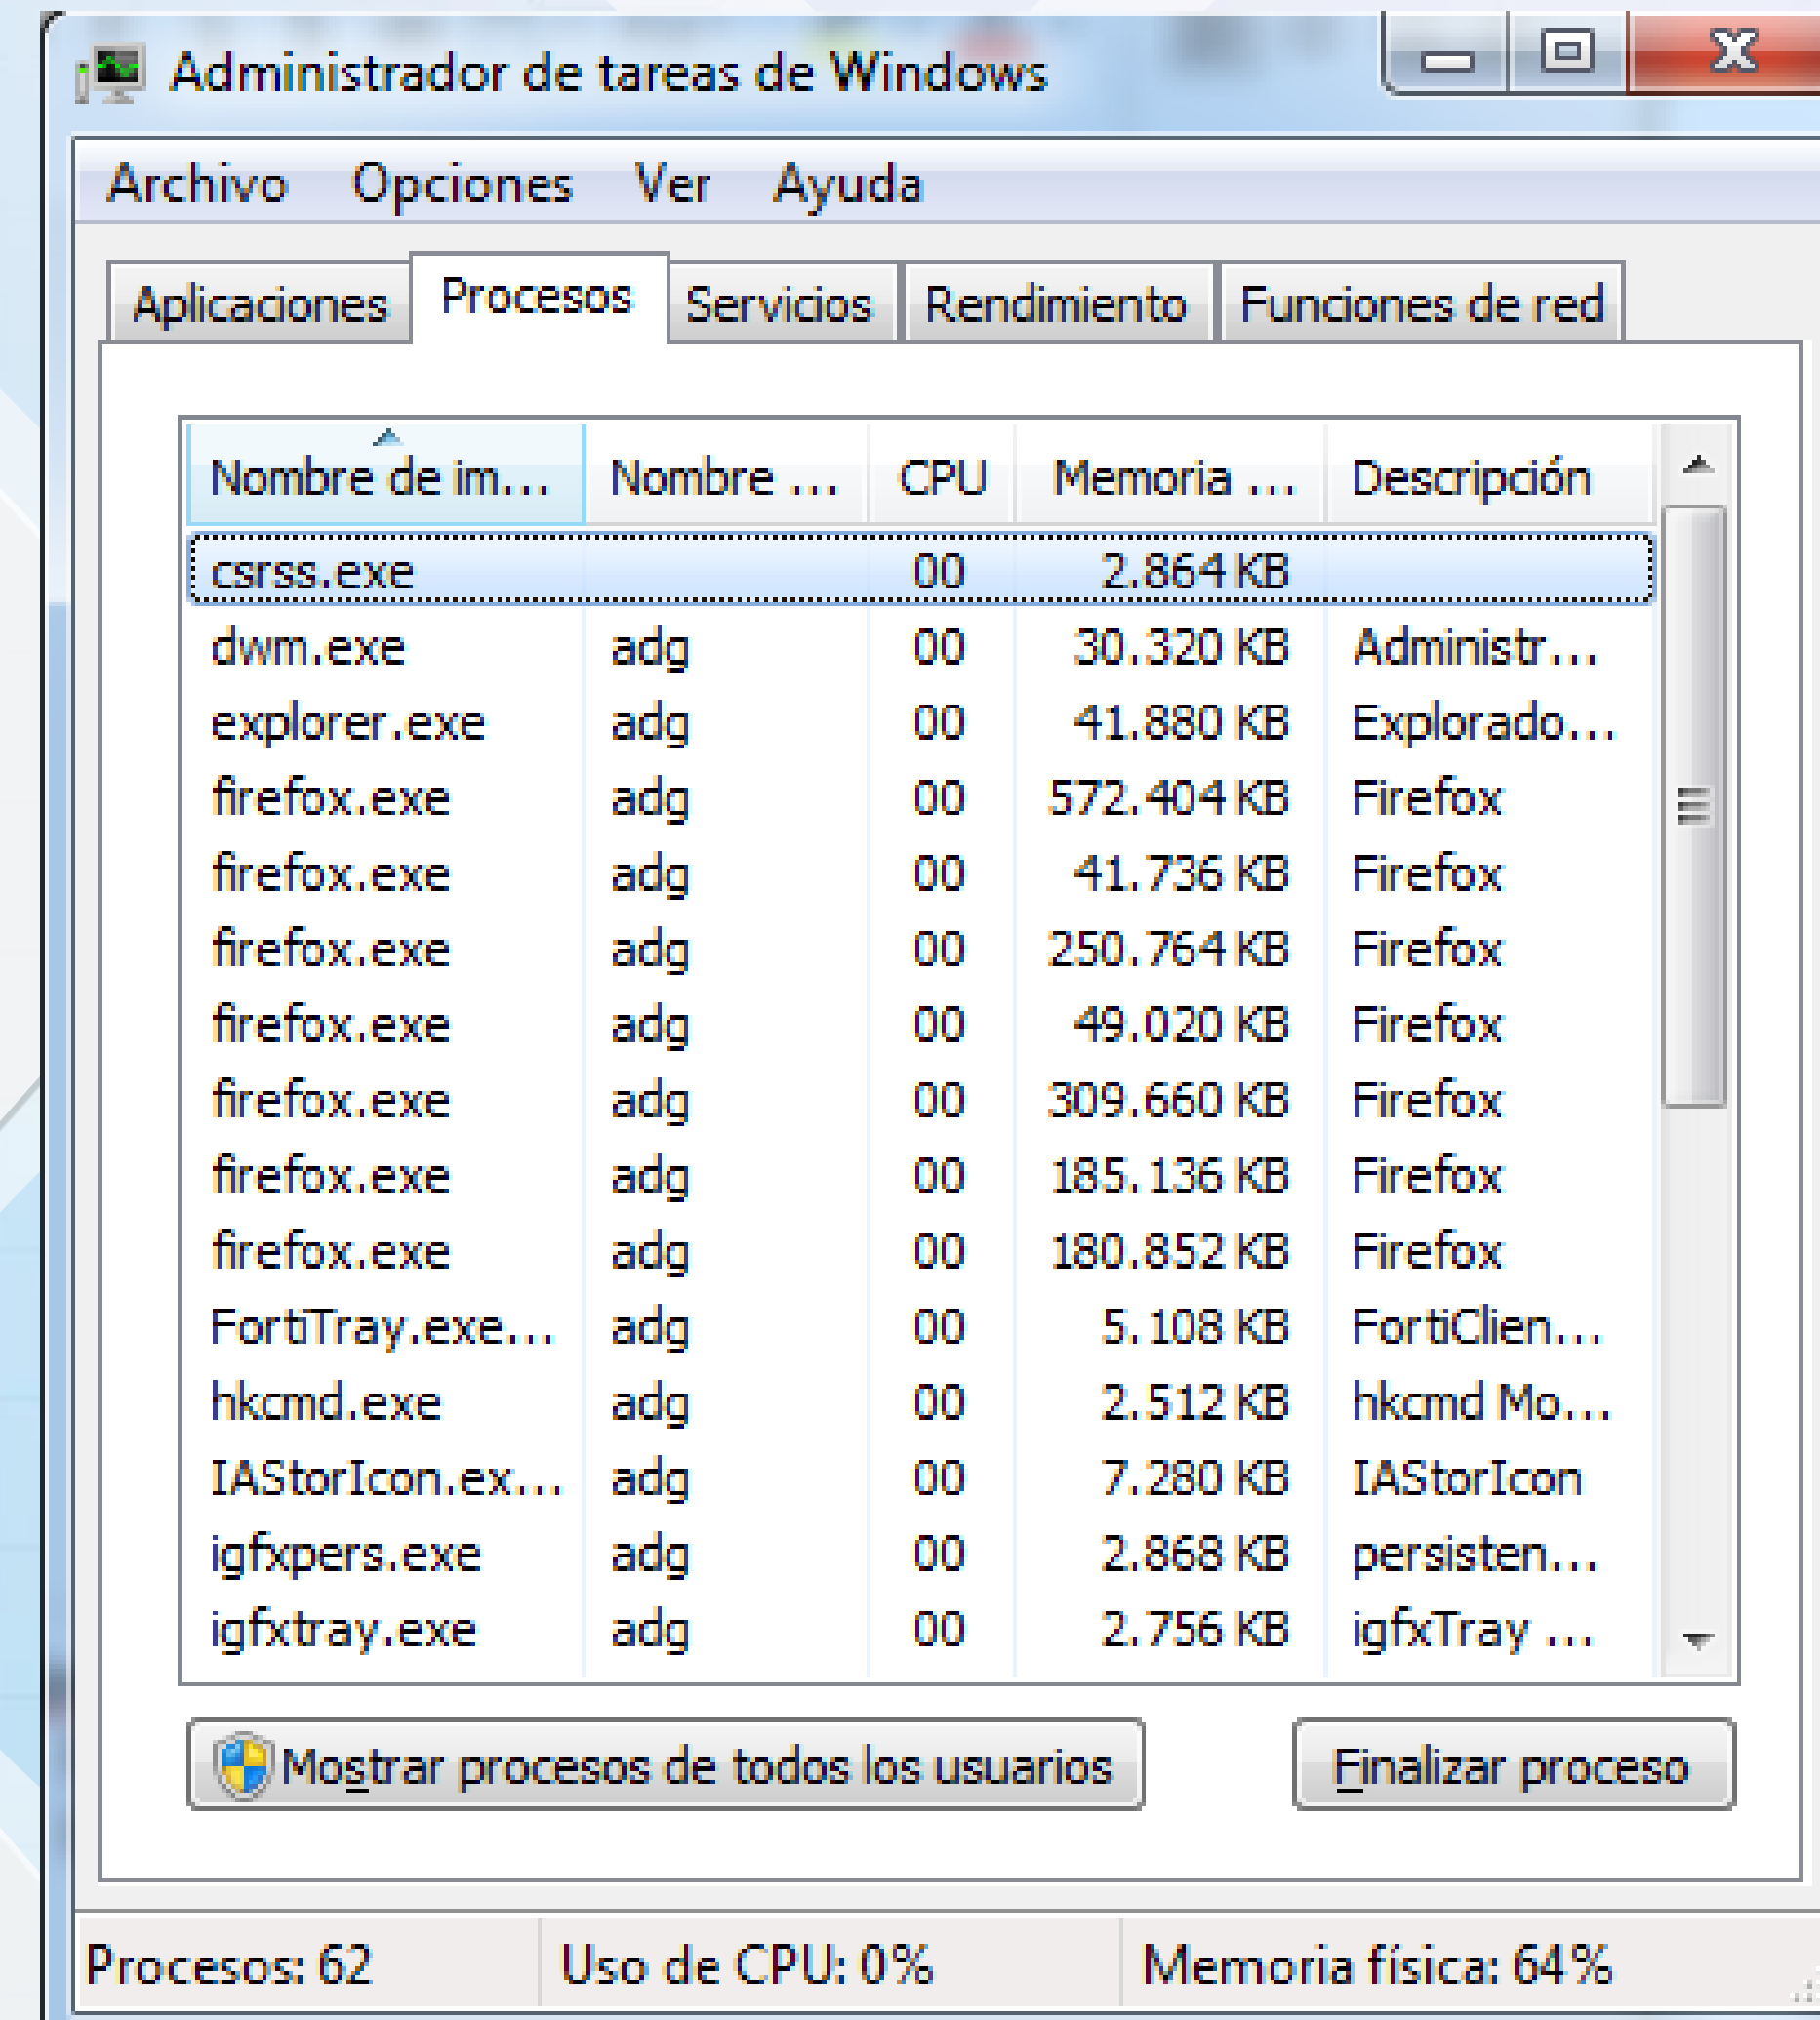 Administrador de tareas de Windows
Archivo Opciones Ver Ayuda
Aplicaciones Procesos Servicios Rendimiento Funciones de red
Nombre de im... Nombre ... CPU Memoria ... Descripción
csrss.exe 00 2.864 KB
dwm.exe adg 00 30.320 KB Administr...
explorer.exe adg 00 41.880 KB Explorado...
firefox.exe adg 00 572.404 KB Firefox
firefox.exe adg 00 41.736 KB Firefox
firefox.exe adg 00 250.764 KB Firefox
firefox.exe adg 00 49.020 KB Firefox
firefox.exe adg 00 309.660 KB Firefox
firefox.exe adg 00 185.136 KB Firefox
firefox.exe adg 00 180.852 KB Firefox
FortiTray.exe... adg 00 5.108 KB FortiClien...
hkcmd.exe adg 00 2.512 KB hkcmd Mo...
IAStorIcon.ex... adg 00 7.280 KB IAStorIcon
igfxpers.exe adg 00 2.868 KB persisten...
igfxtray.exe adg 00 2.756 KB igfxTray ...
Mostrar procesos de todos los usuarios Finalizar proceso
Procesos: 62 Uso de CPU: 0% Memoria física: 64%